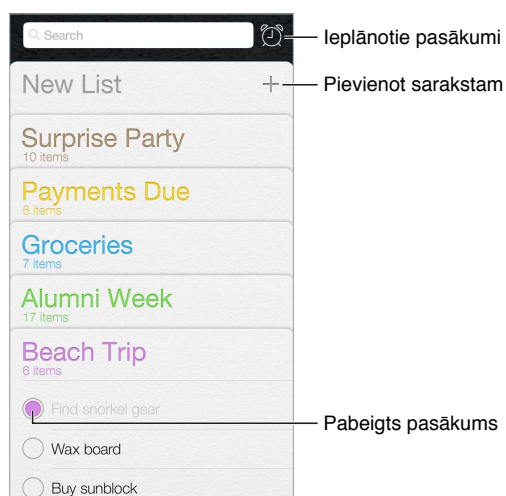 Search
Ieplānotie pasākumi
New List
Pievienot sarakstam
Surprise Party
10 items
Payments Due
6 items
Groceries
7 items
Alumni Week
17 items
Beach Trip
6 items
Find snorkel gear
Pabeigts pasākums
Wax board
Buy sunblock